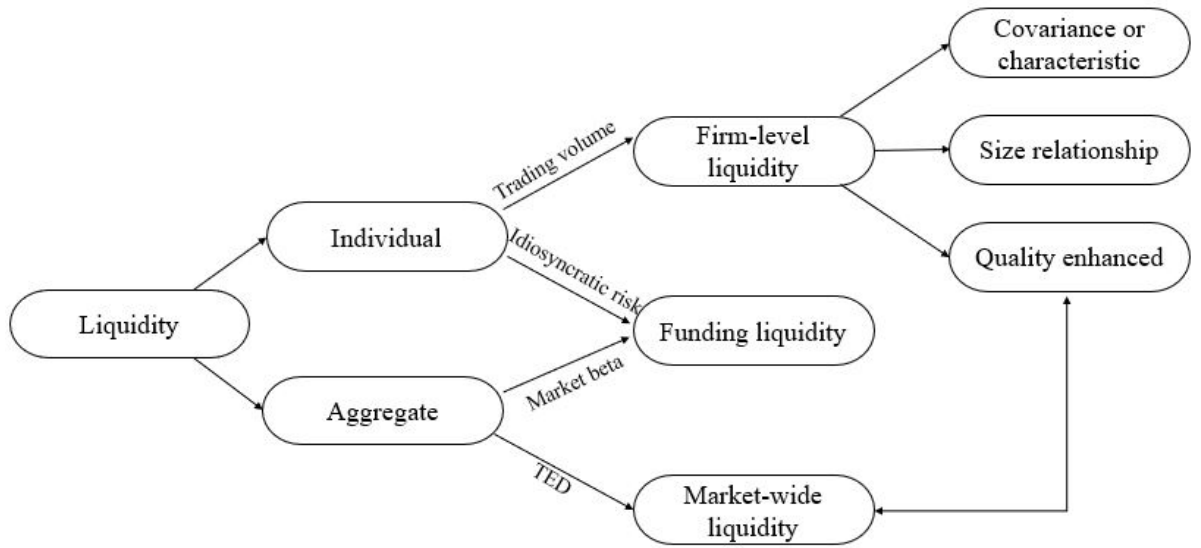 Covariance or
characteristic
Trading volume
Firm-level
liquidity
Size relationship
Individual
Idiosyncratic risk
Quality enhanced
Liquidity
Funding liquidity
Market beta
Aggregate
TED
Market-wide
liquidity